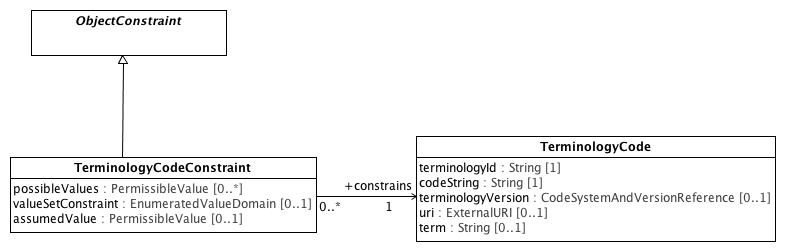 ObjectConstraint
TerminologyCodeConstraint
possibleValues : PermissibleValue [0..*]
valueSetConstraint : EnumeratedValueDomain [0..1]
assumedValue : PermissibleValue [0..1]
+constrains
0..*
1
TerminologyCode
terminologyId : String [1]
codeString : String [1]
terminologyVersion : CodeSystemAndVersionReference [0..1]
uri : ExternalURI [0..1]
term : String [0..1]